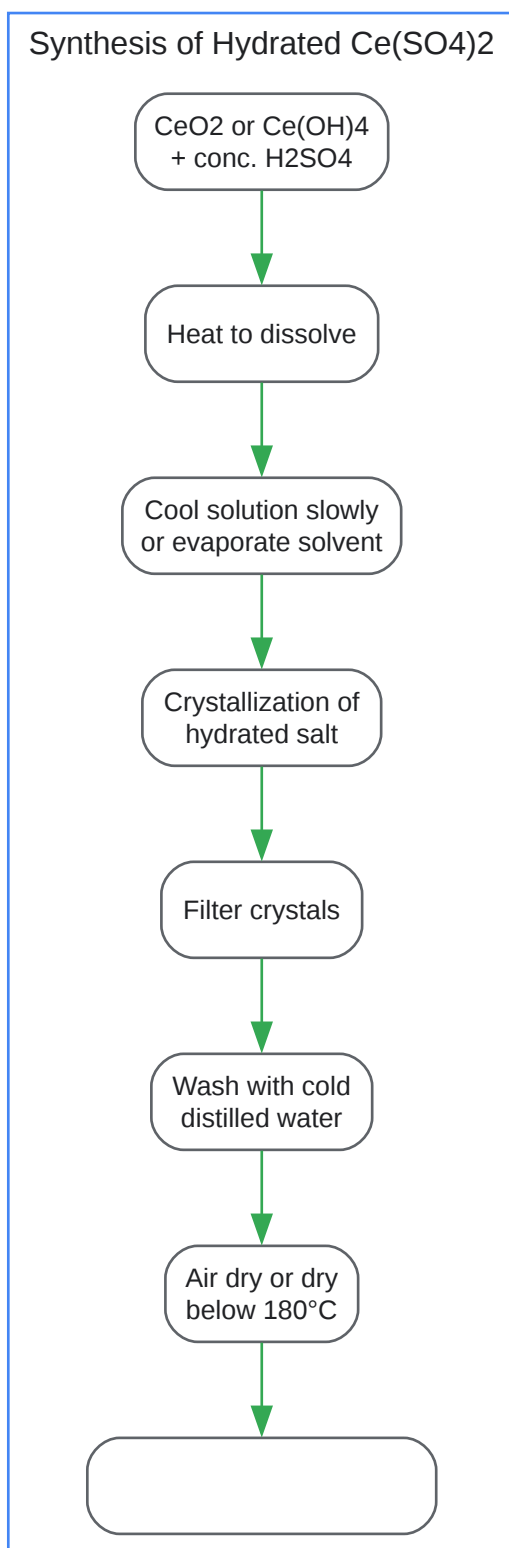 Synthesis of Hydrated Ce(SO4)2
CeO2 or Ce(OH)4
+ conc. H2SO4
Heat to dissolve
Cool solution slowly
or evaporate solvent
Crystallization of
hydrated salt
Filter crystals
Wash with cold
distilled water
Air dry or dry
below 180°C